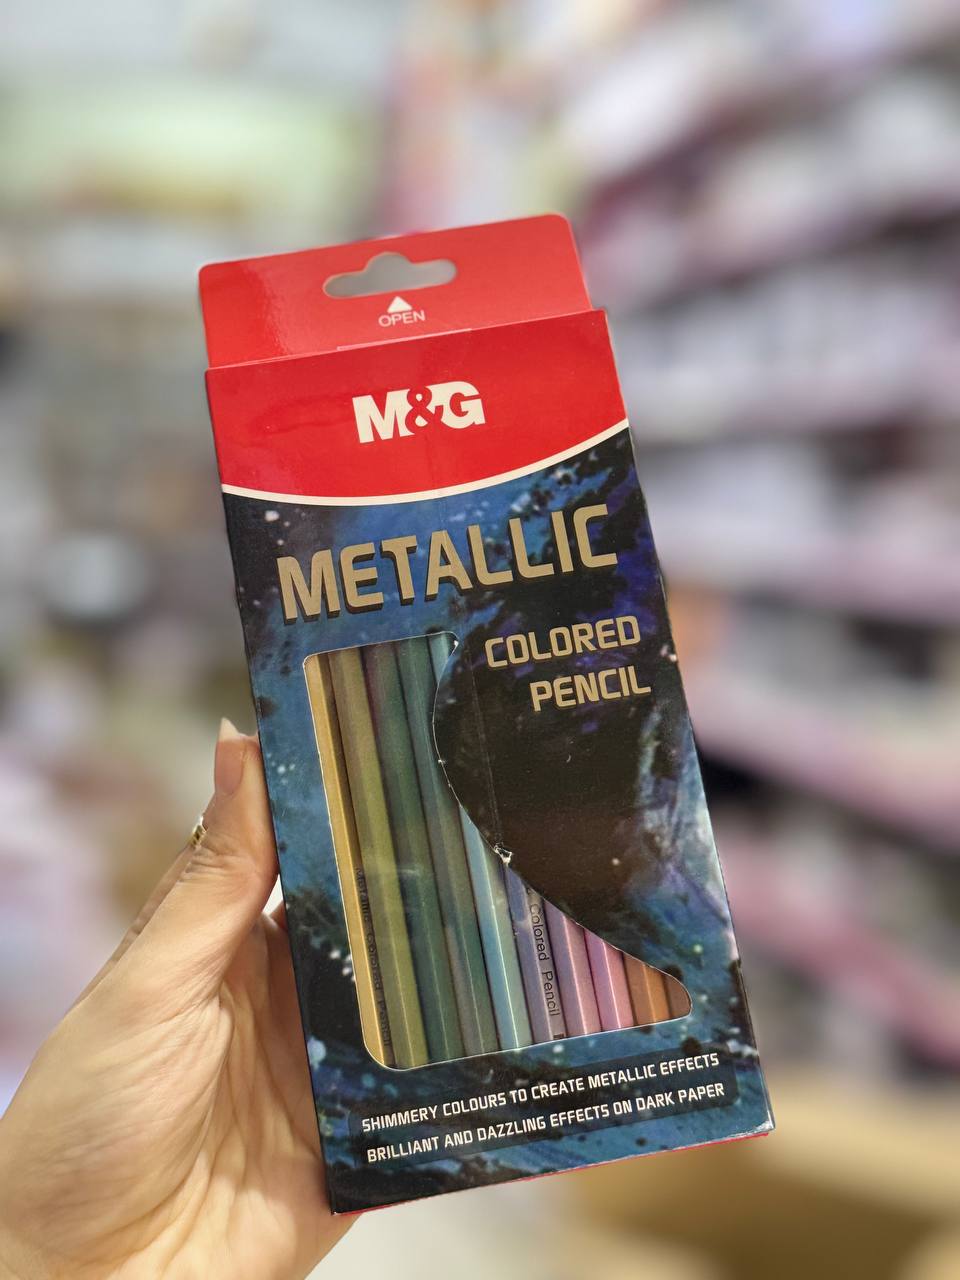 OPEN
M&G
METALLIC
COLORED
PENCIL
Metallic Colored Pencil
Colored Pencil
SHIMMERY COLOURS TO CREATE METALLIC EFFECTS
BRILLIANT AND DAZZLING EFFECTS ON DARK PAPER